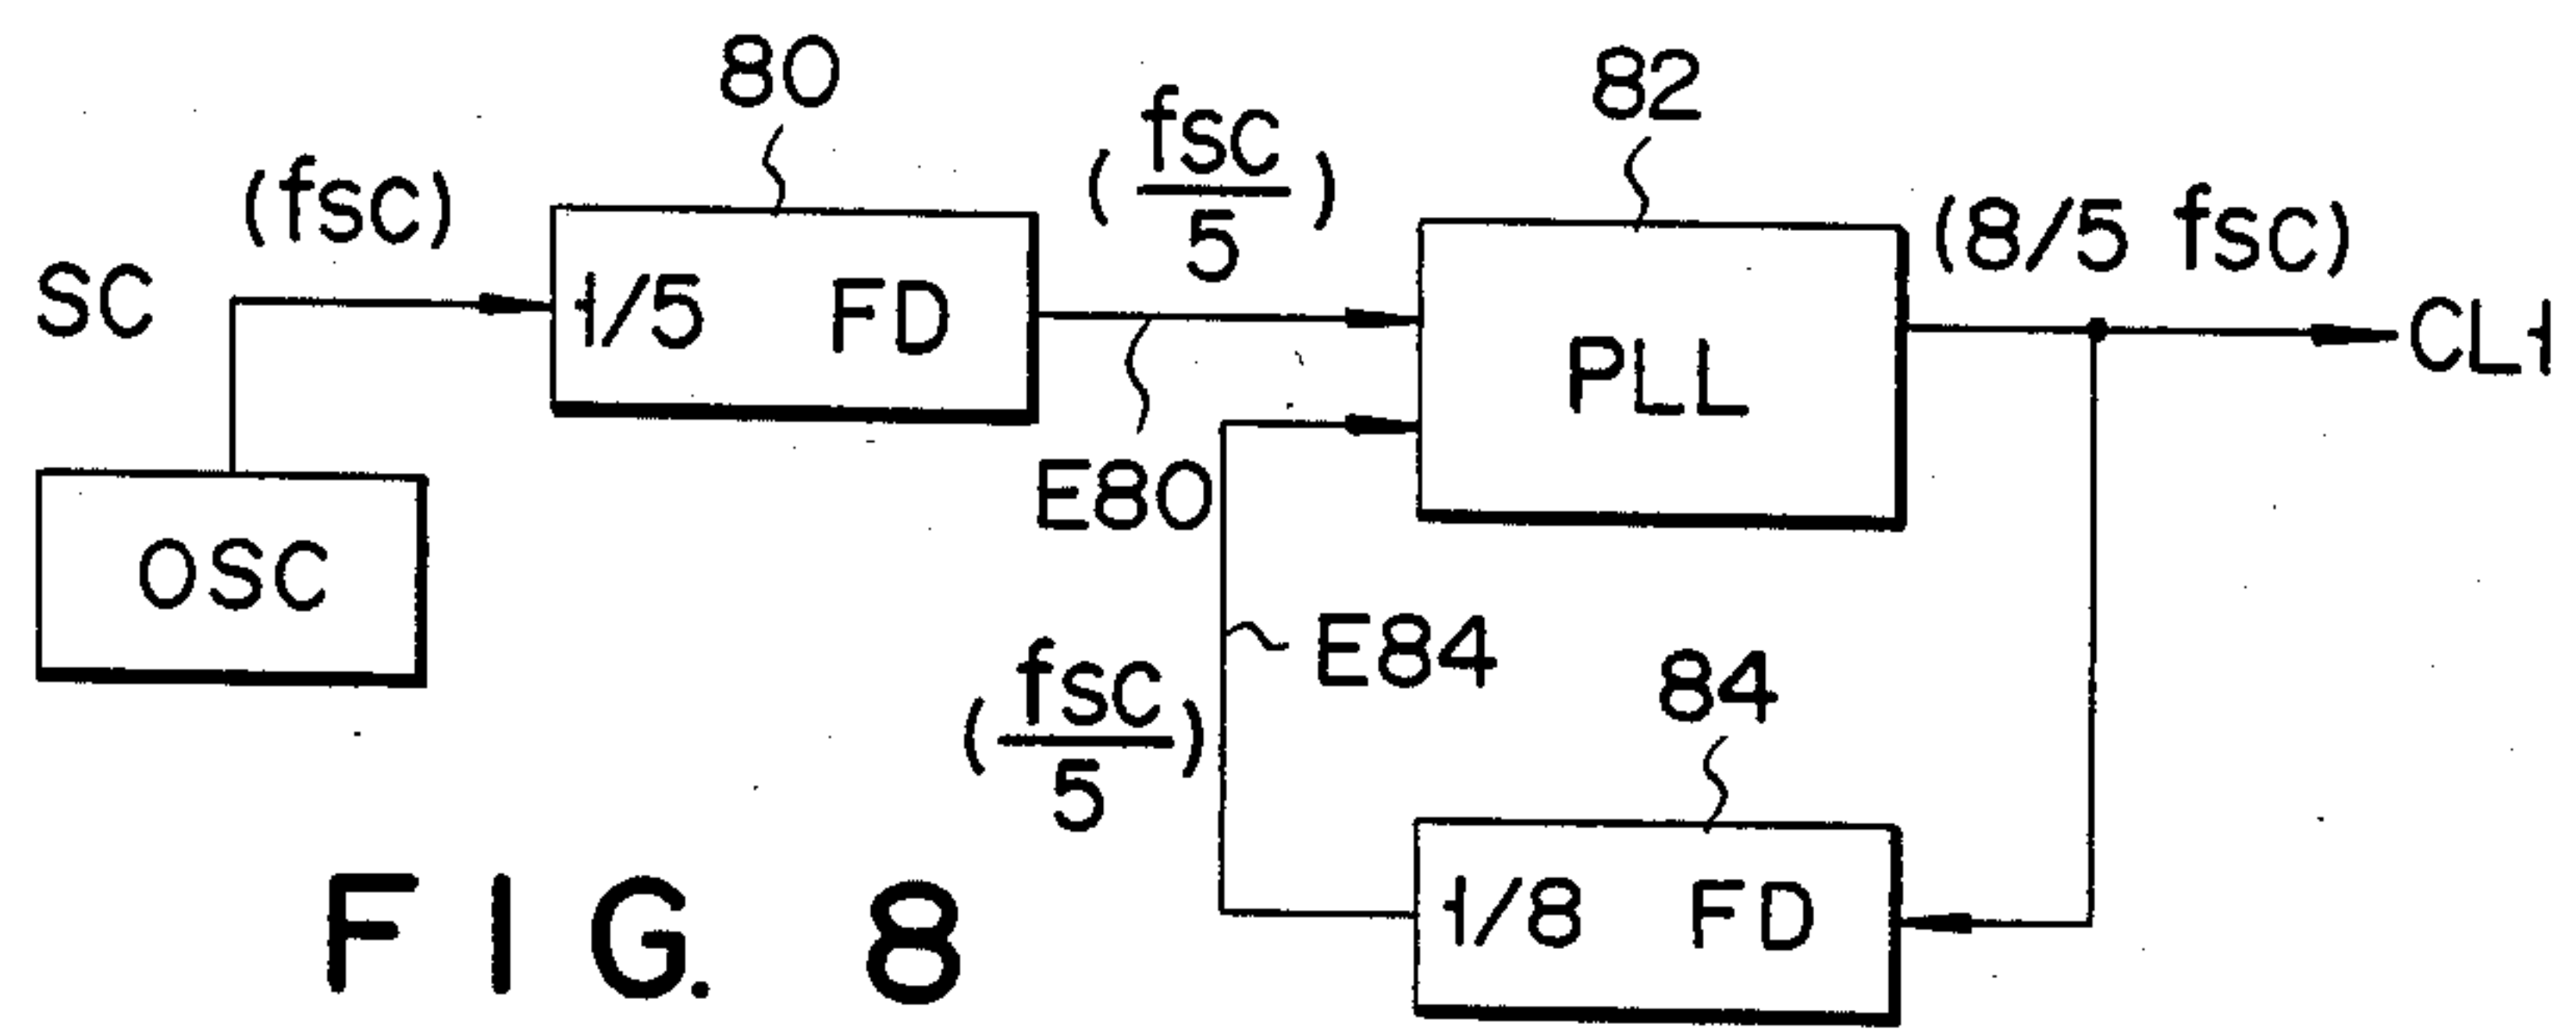 80
82
(fSC)
(fSC/5)
(8/5 fSC)
SC
1/5 FD
PLL
CL1
E80
OSC
E84
84
(fSC/5)
1/8 FD
FIG. 8